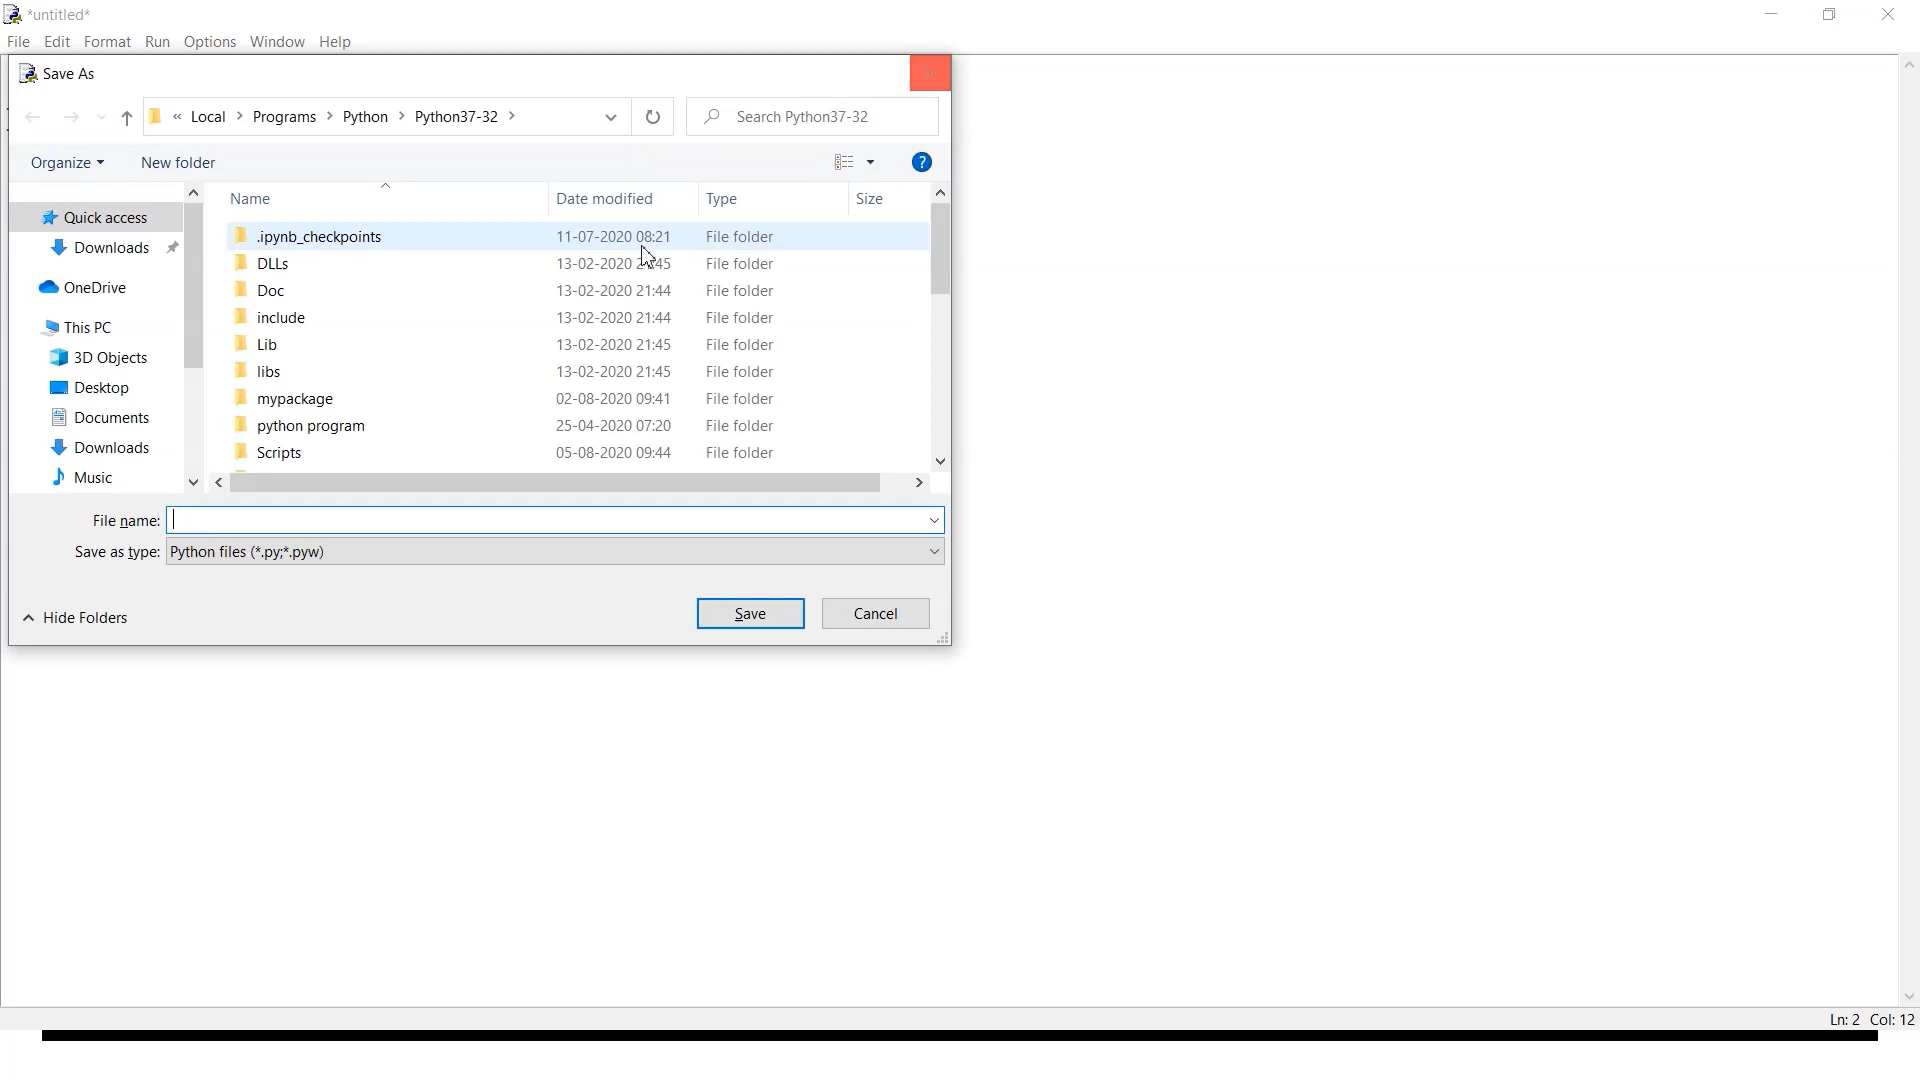 *untitled*
File Edit Format Run Options Window Help
Save As
« Local > Programs > Python > Python37-32 >
Search Python37-32
Organize New folder
?
Name Date modified Type Size
Quick access
Downloads
OneDrive
This PC
3D Objects
Desktop
Documents
Downloads
Music
.ipynb_checkpoints 11-07-2020 08:21 File folder
DLLs 13-02-2020 File folder
Doc 13-02-2020 21:44 File folder
include 13-02-2020 21:44 File folder
Lib 13-02-2020 21:45 File folder
libs 13-02-2020 21:45 File folder
mypackage 02-08-2020 09:41 File folder
python program 25-04-2020 07:20 File folder
Scripts 05-08-2020 09:44 File folder
File name:
Save as type: Python files (*.py;*.pyw)
Hide Folders
Save Cancel
Ln: 2 Col: 12